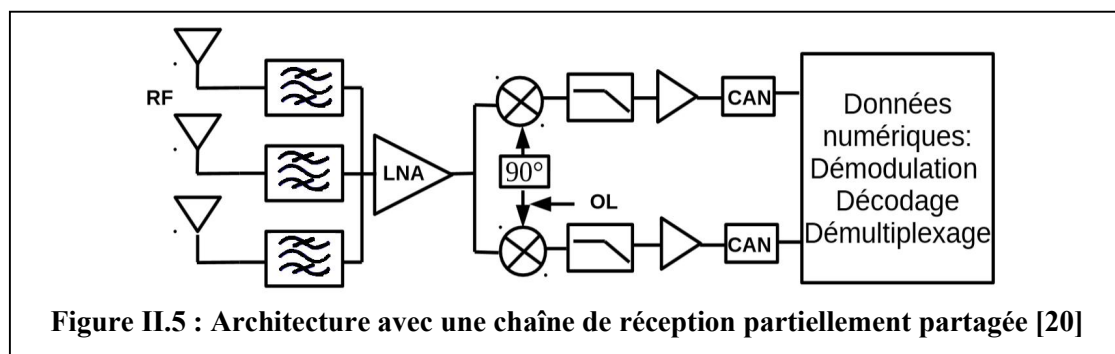 RF
LNA
90°
OL
CAN
CAN
Données
numériques:
Démodulation
Décodage
Démultiplexage
Figure II.5 : Architecture avec une chaîne de réception partiellement partagée [20]